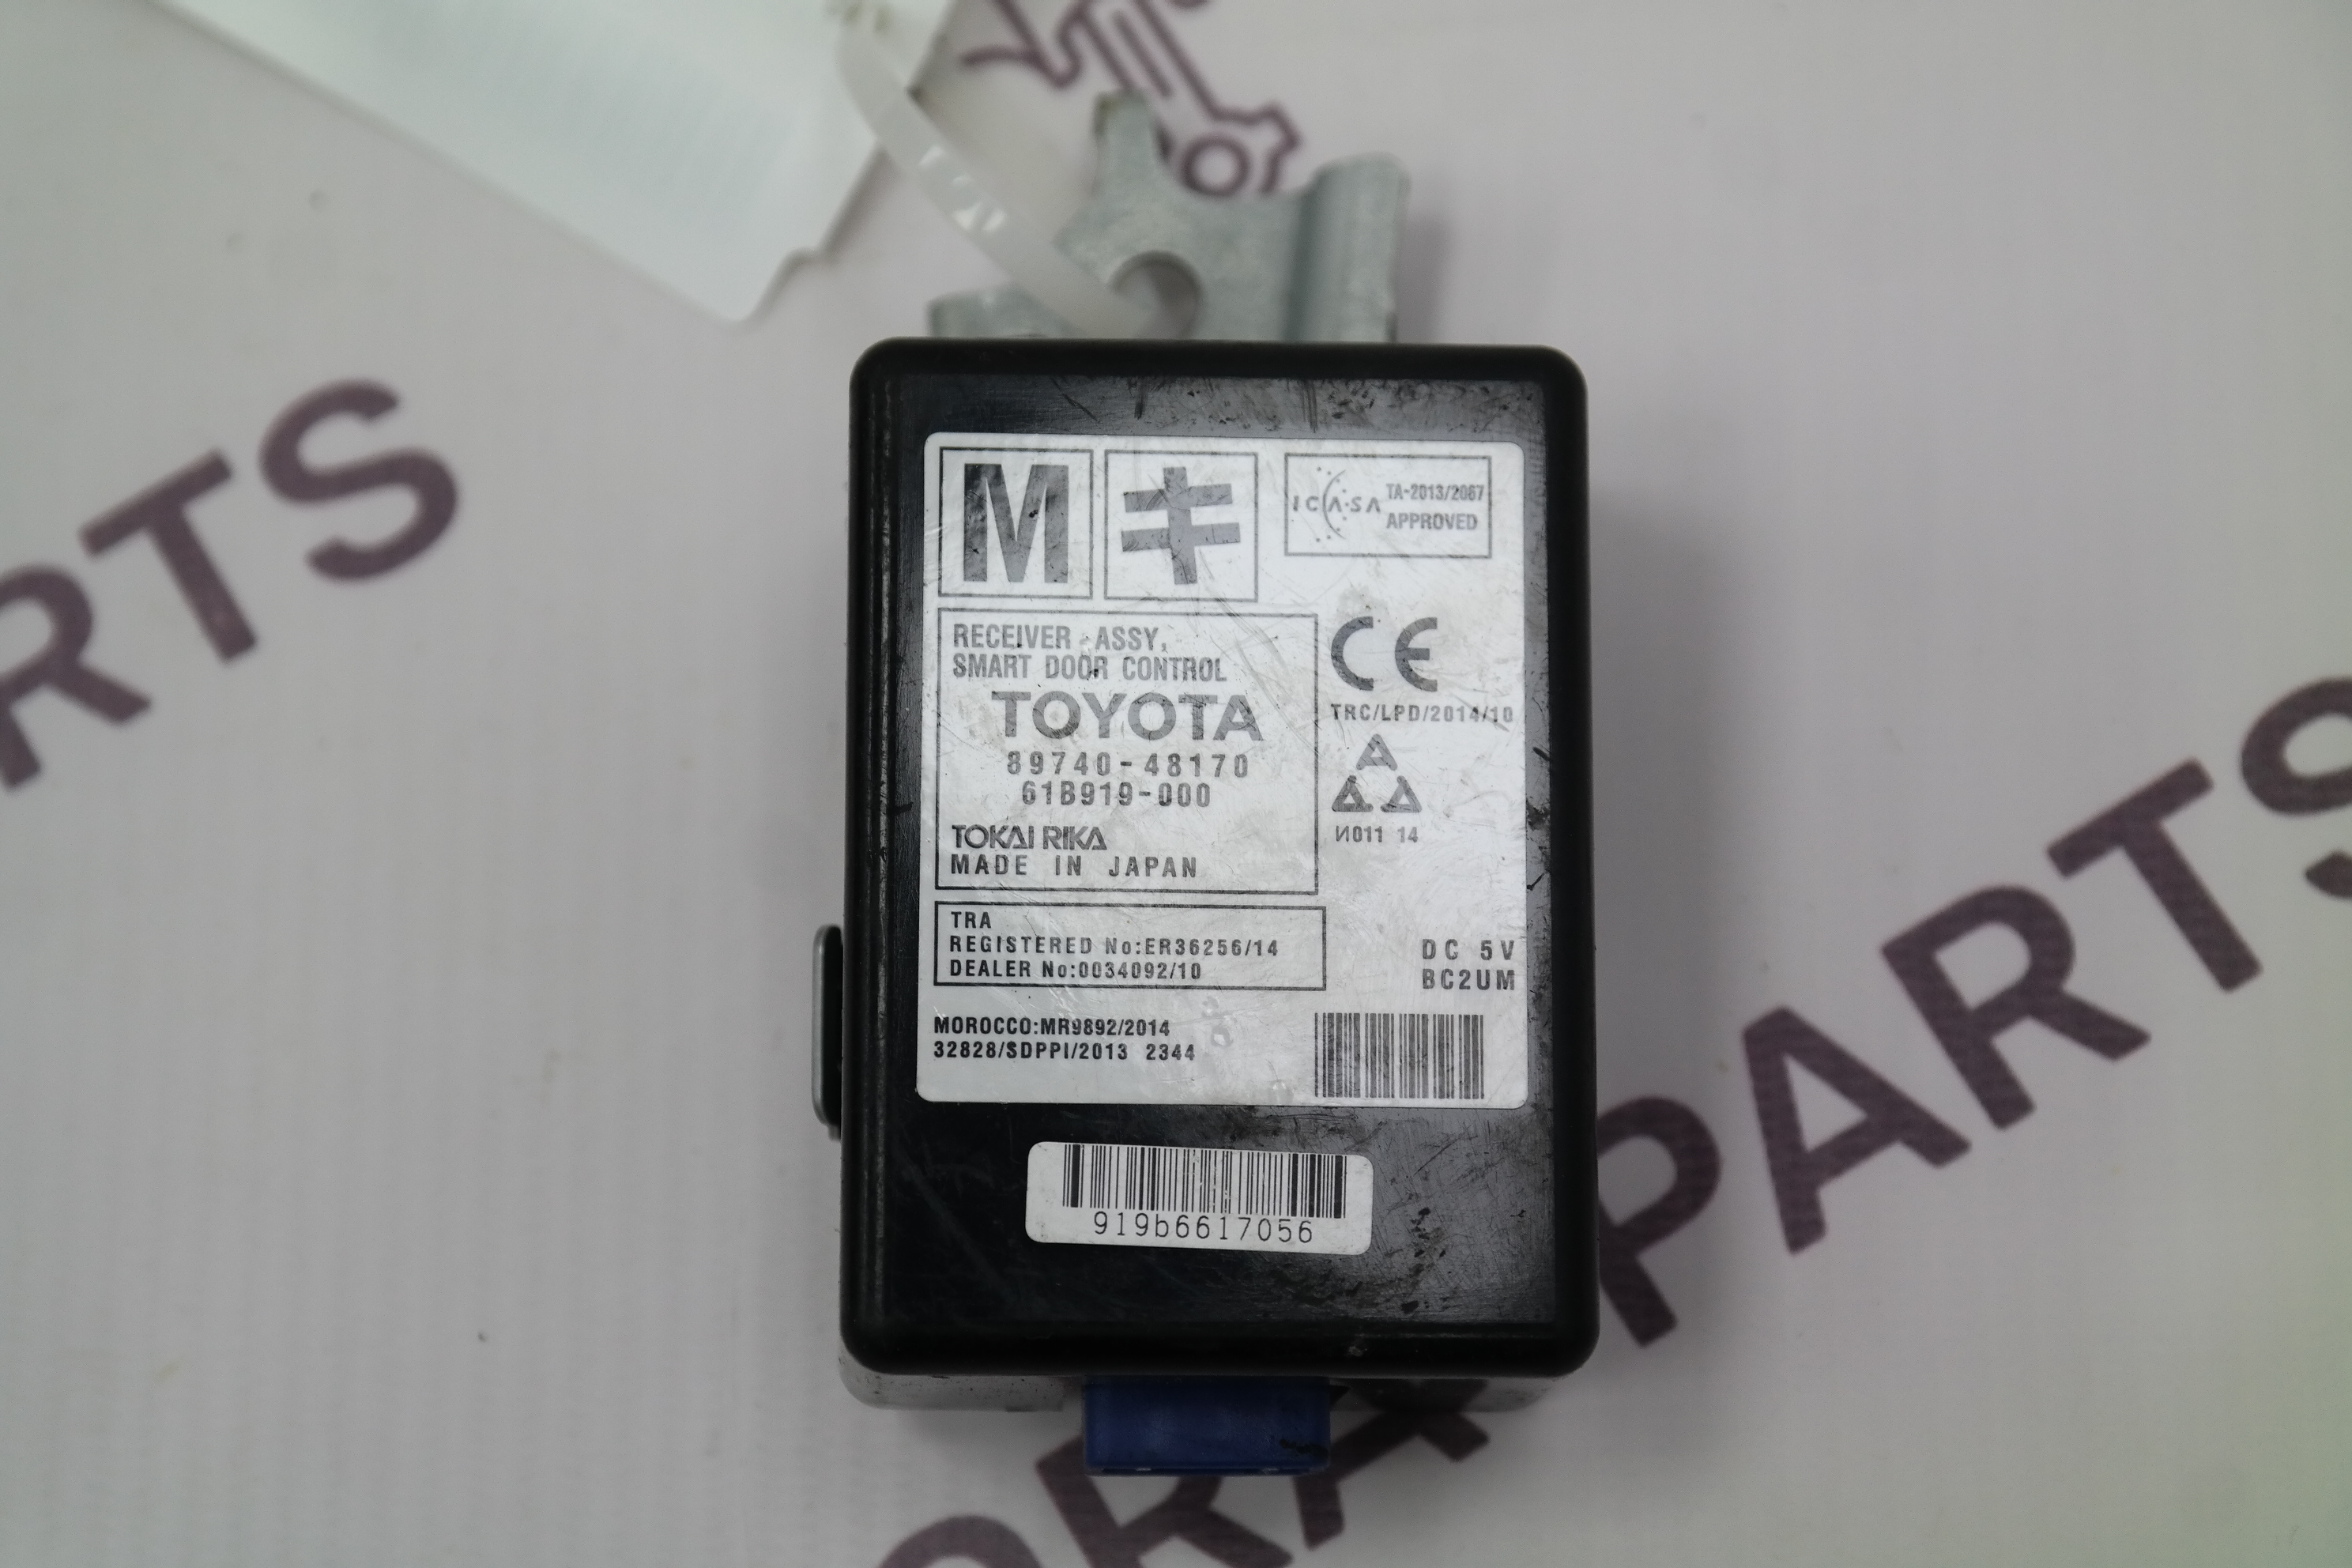 M キ
ICASA TA-2013/2067
APPROVED
RECEIVER ASSY,
SMART DOOR CONTROL
TOYOTA
89740-48170
61B919-000
TOKAI RIKA
MADE IN JAPAN
CE
TRC/LPD/2014/10
И011 14
TRA
REGISTERED No:ER36256/14
DEALER No:0034092/10
DC 5V
BC2UM
MOROCCO:MR9892/2014
32828/SDPPI/2013 2344
919b6617056
RTS
PARTS